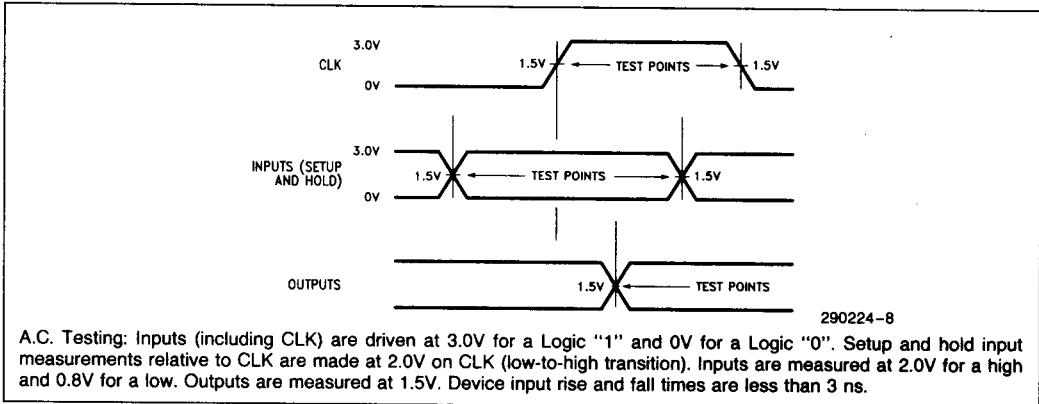 3.0V
CLK
1.5V
TEST POINTS
1.5V
0V
3.0V
INPUTS (SETUP
AND HOLD)
1.5V
TEST POINTS
1.5V
0V
OUTPUTS
1.5V
TEST POINTS
290224-8
A.C. Testing: Inputs (including CLK) are driven at 3.0V for a Logic "1" and 0V for a Logic "0". Setup and hold input
measurements relative to CLK are made at 2.0V on CLK (low-to-high transition). Inputs are measured at 2.0V for a high
and 0.8V for a low. Outputs are measured at 1.5V. Device input rise and fall times are less than 3 ns.